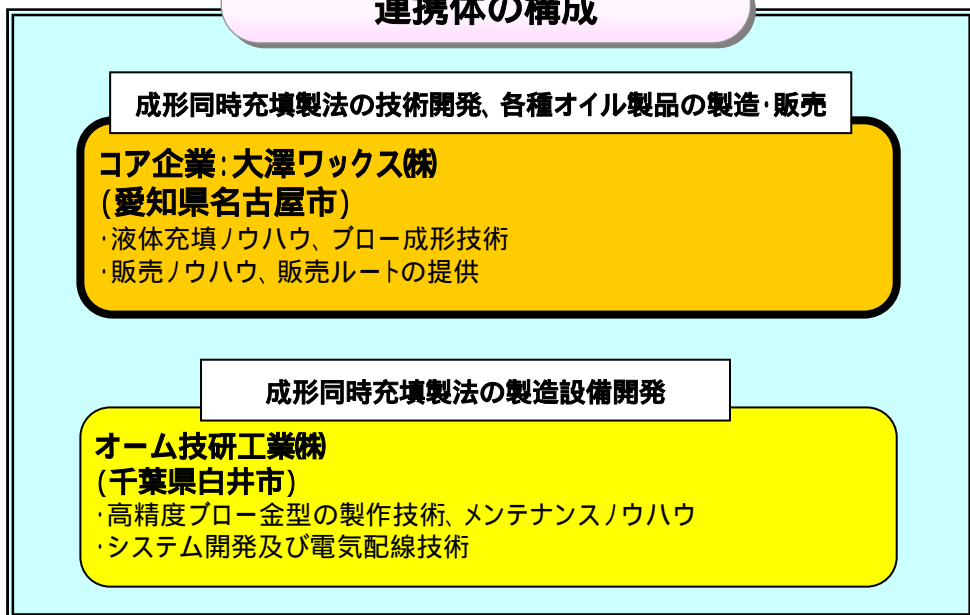 連携体の構成
成形同時充填製法の技術開発、各種オイル製品の製造・販売
コア企業：大澤ワックス㈱
(愛知県名古屋市)
・液体充填ノウハウ、ブロー成形技術
・販売ノウハウ、販売ルートの提供
成形同時充填製法の製造設備開発
オーム技研工業㈱
(千葉県白井市)
・高精度ブロー金型の製作技術、メンテナンスノウハウ
・システム開発及び電気配線技術